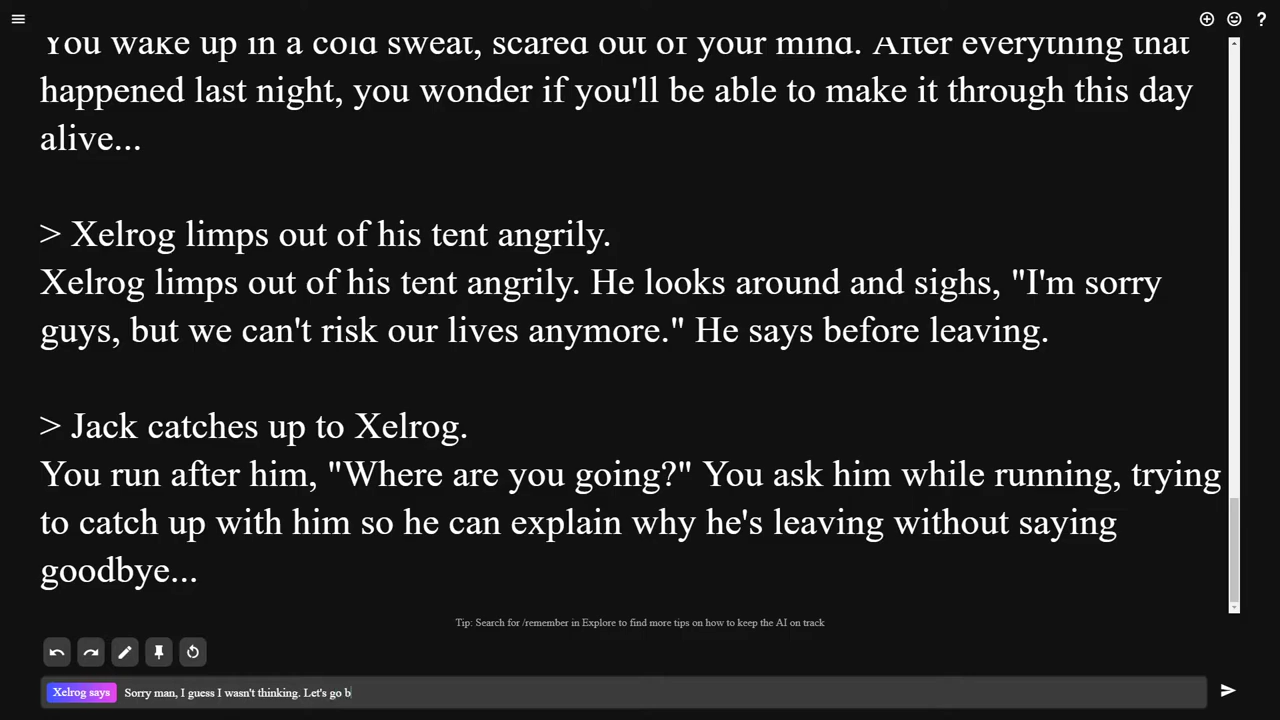 You wake up in a cold sweat, scared out of your mind. After everything that
happened last night, you wonder if you'll be able to make it through this day
alive...
> Xelrog limps out of his tent angrily.
Xelrog limps out of his tent angrily. He looks around and sighs, "I'm sorry
guys, but we can't risk our lives anymore." He says before leaving.
> Jack catches up to Xelrog.
You run after him, "Where are you going?" You ask him while running, trying
to catch up with him so he can explain why he's leaving without saying
goodbye...
Tip: Search for /remember in Explore to find more tips on how to keep the AI on track
Xelrog says Sorry man, I guess I wasn't thinking. Let's go b